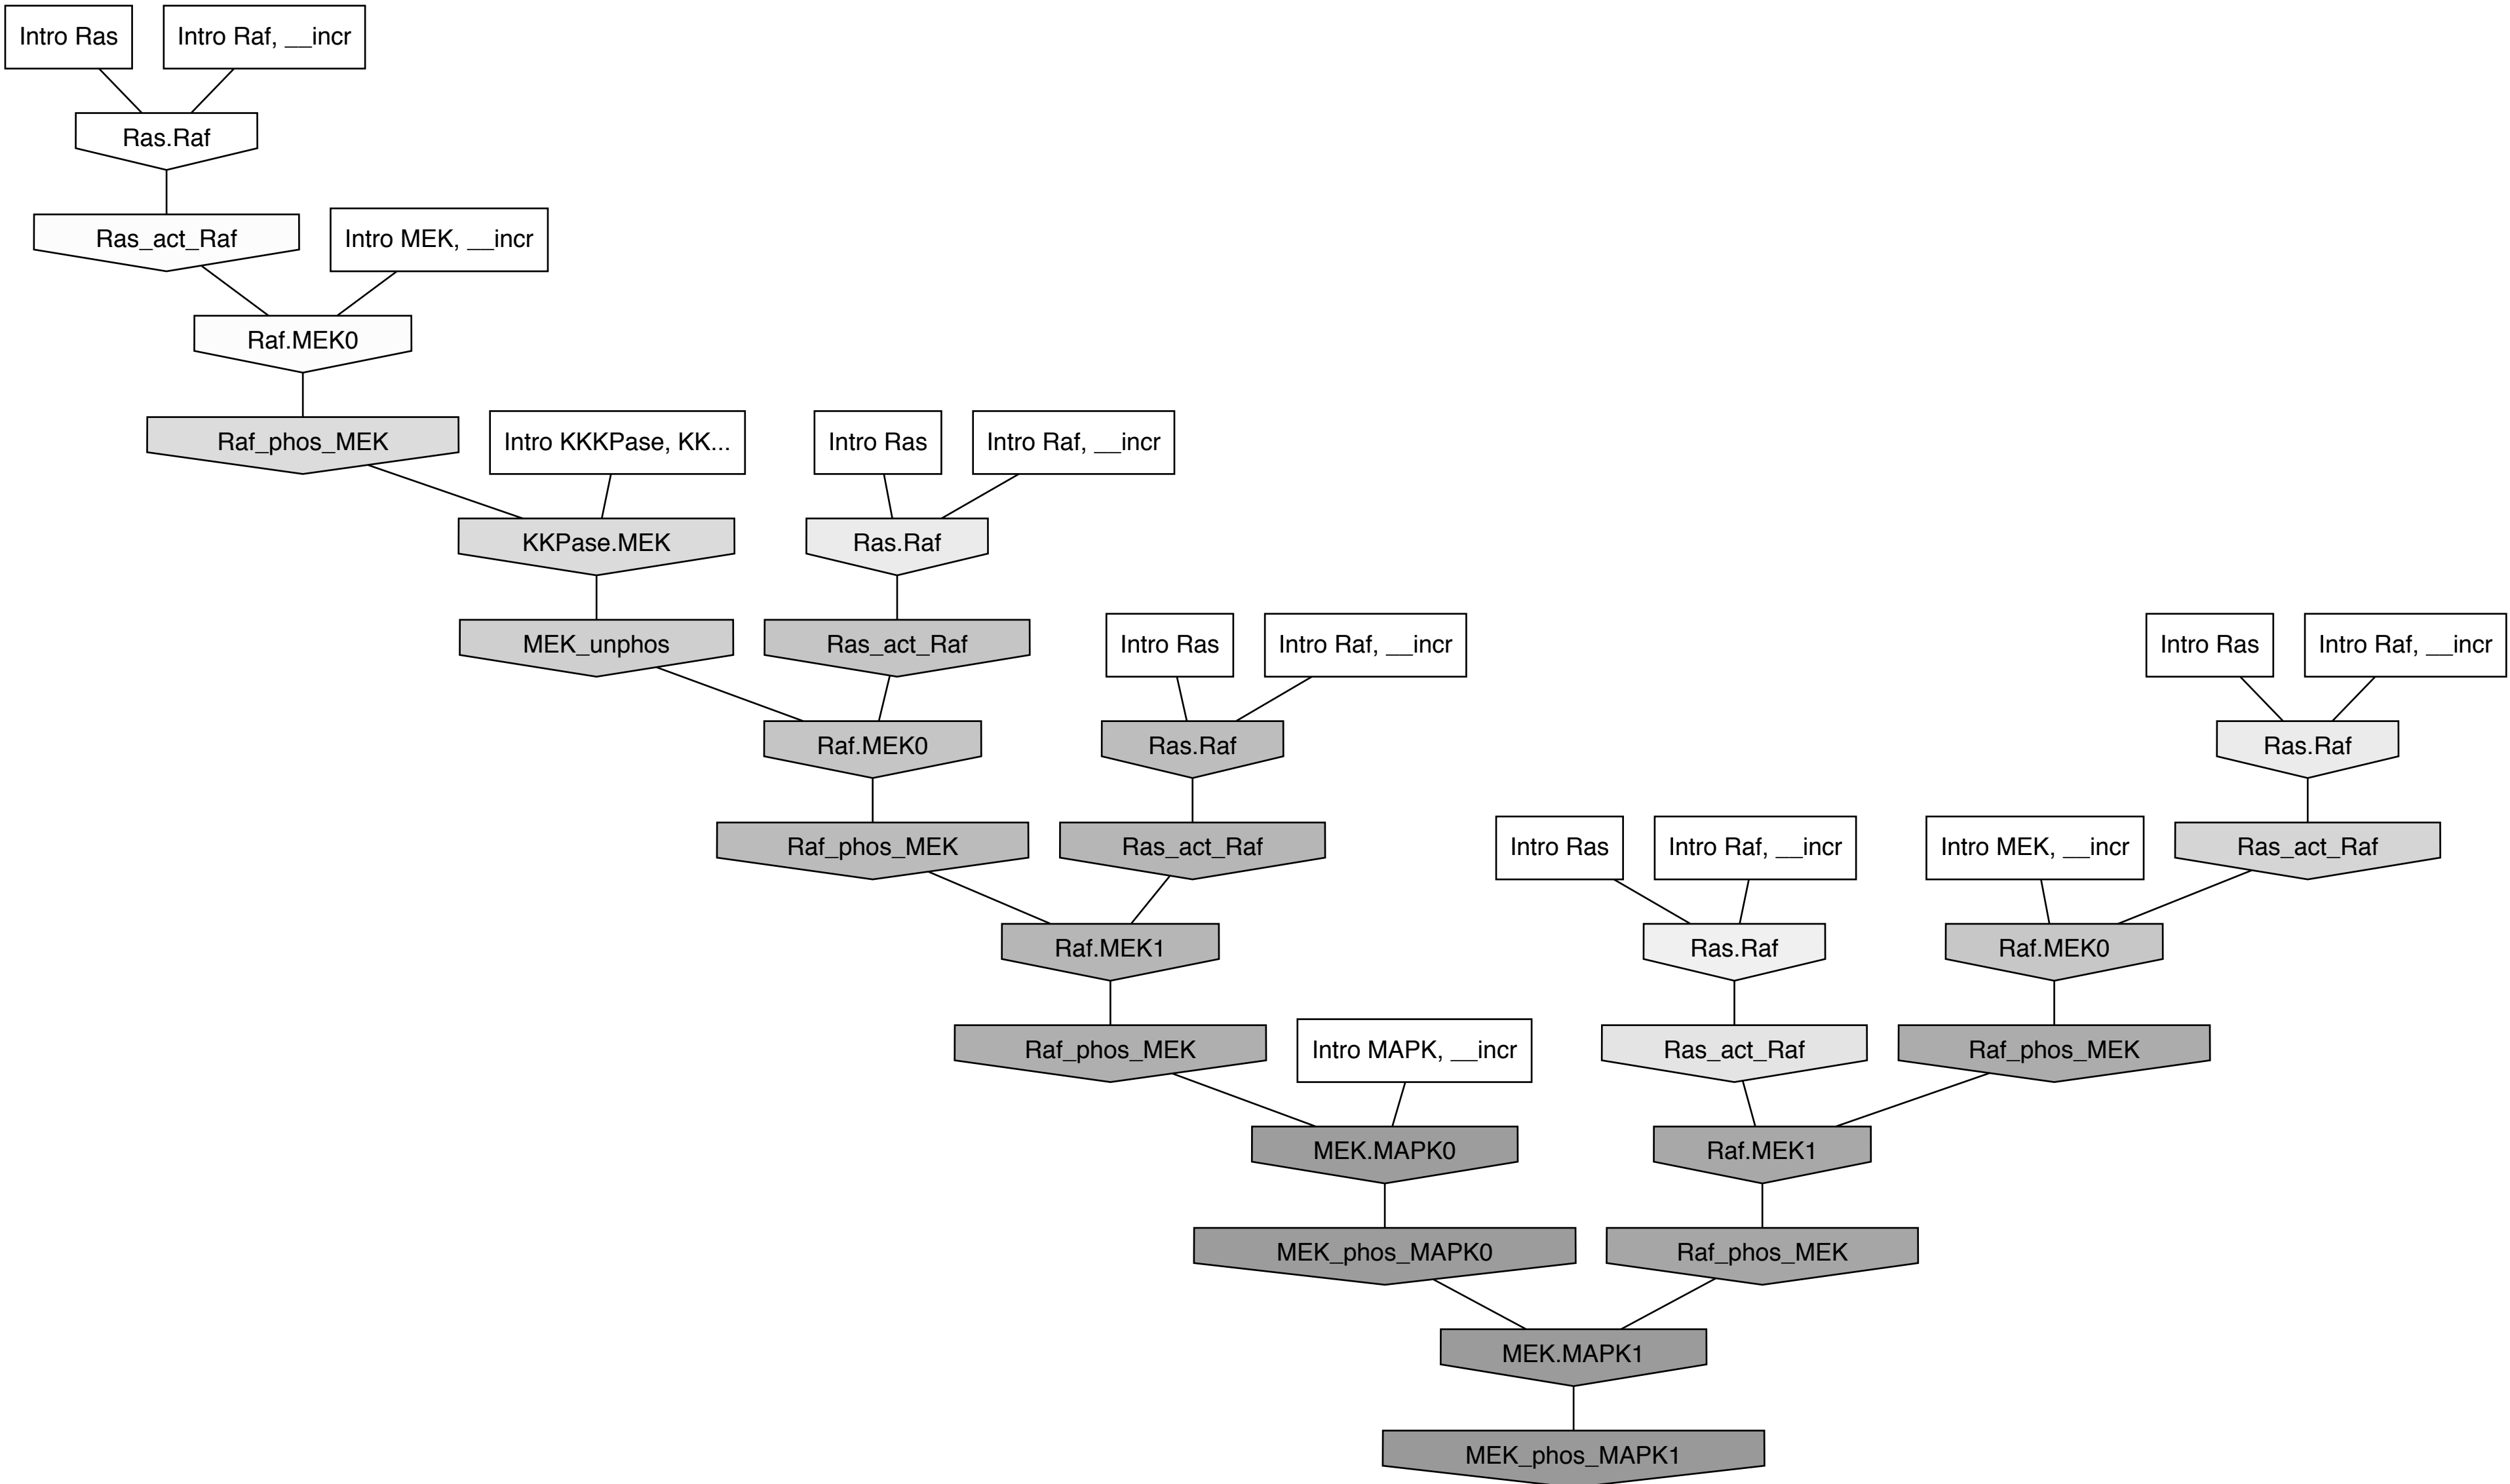 Intro Ras
Intro Raf, __incr
Ras.Raf
Ras_act_Raf
Intro MEK, __incr
Raf.MEK0
Raf_phos_MEK
Intro KKKPase, KK...
Intro Ras
Intro Raf, __incr
KKPase.MEK
Ras.Raf
MEK_unphos
Ras_act_Raf
Intro Ras
Intro Raf, __incr
Intro Ras
Intro Raf, __incr
Raf.MEK0
Ras.Raf
Ras.Raf
Raf_phos_MEK
Ras_act_Raf
Intro Ras
Intro Raf, __incr
Intro MEK, __incr
Ras_act_Raf
Raf.MEK1
Ras.Raf
Raf.MEK0
Raf_phos_MEK
Intro MAPK, __incr
Ras_act_Raf
Raf_phos_MEK
MEK.MAPK0
Raf.MEK1
MEK_phos_MAPK0
Raf_phos_MEK
MEK.MAPK1
MEK_phos_MAPK1